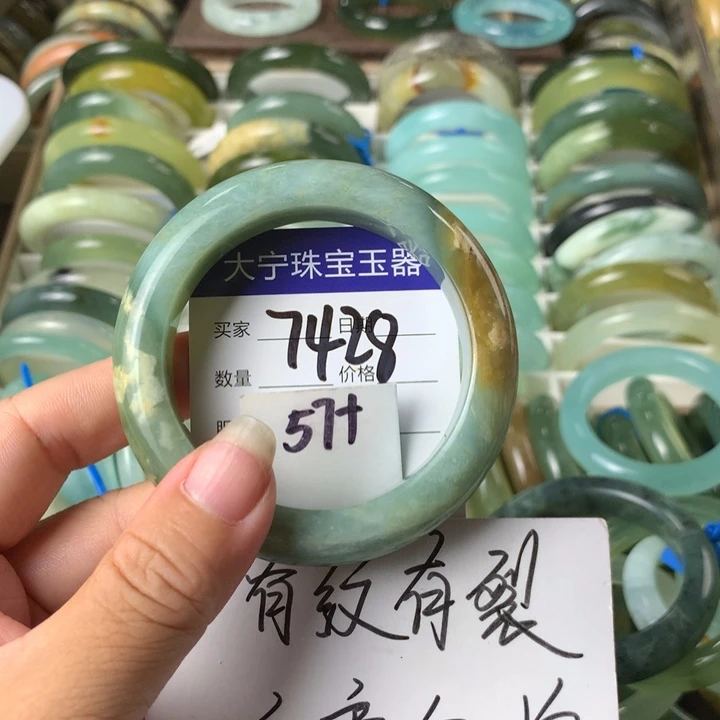 大宁珠宝玉器
买家 7428 日期
数量 价格
57+
有纹有裂